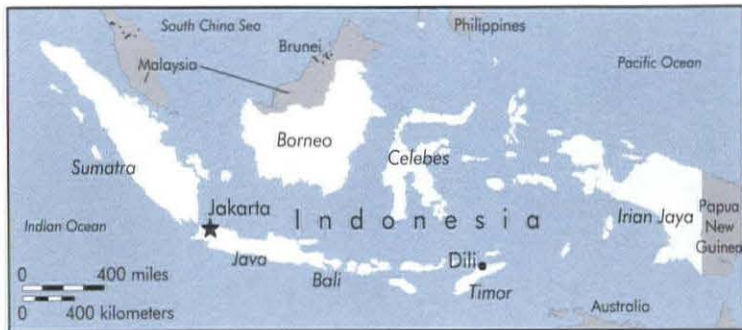 South China Sea
Philippines
Brunei
Malaysia
Pacific Ocean
Borneo
Celebes
Sumatra
Jakarta
Indonesia
Irian Jaya
Papua
New
Guinea
Indian Ocean
Java
Bali
Dili
Timor
0 400 miles
0 400 kilometers
Australia